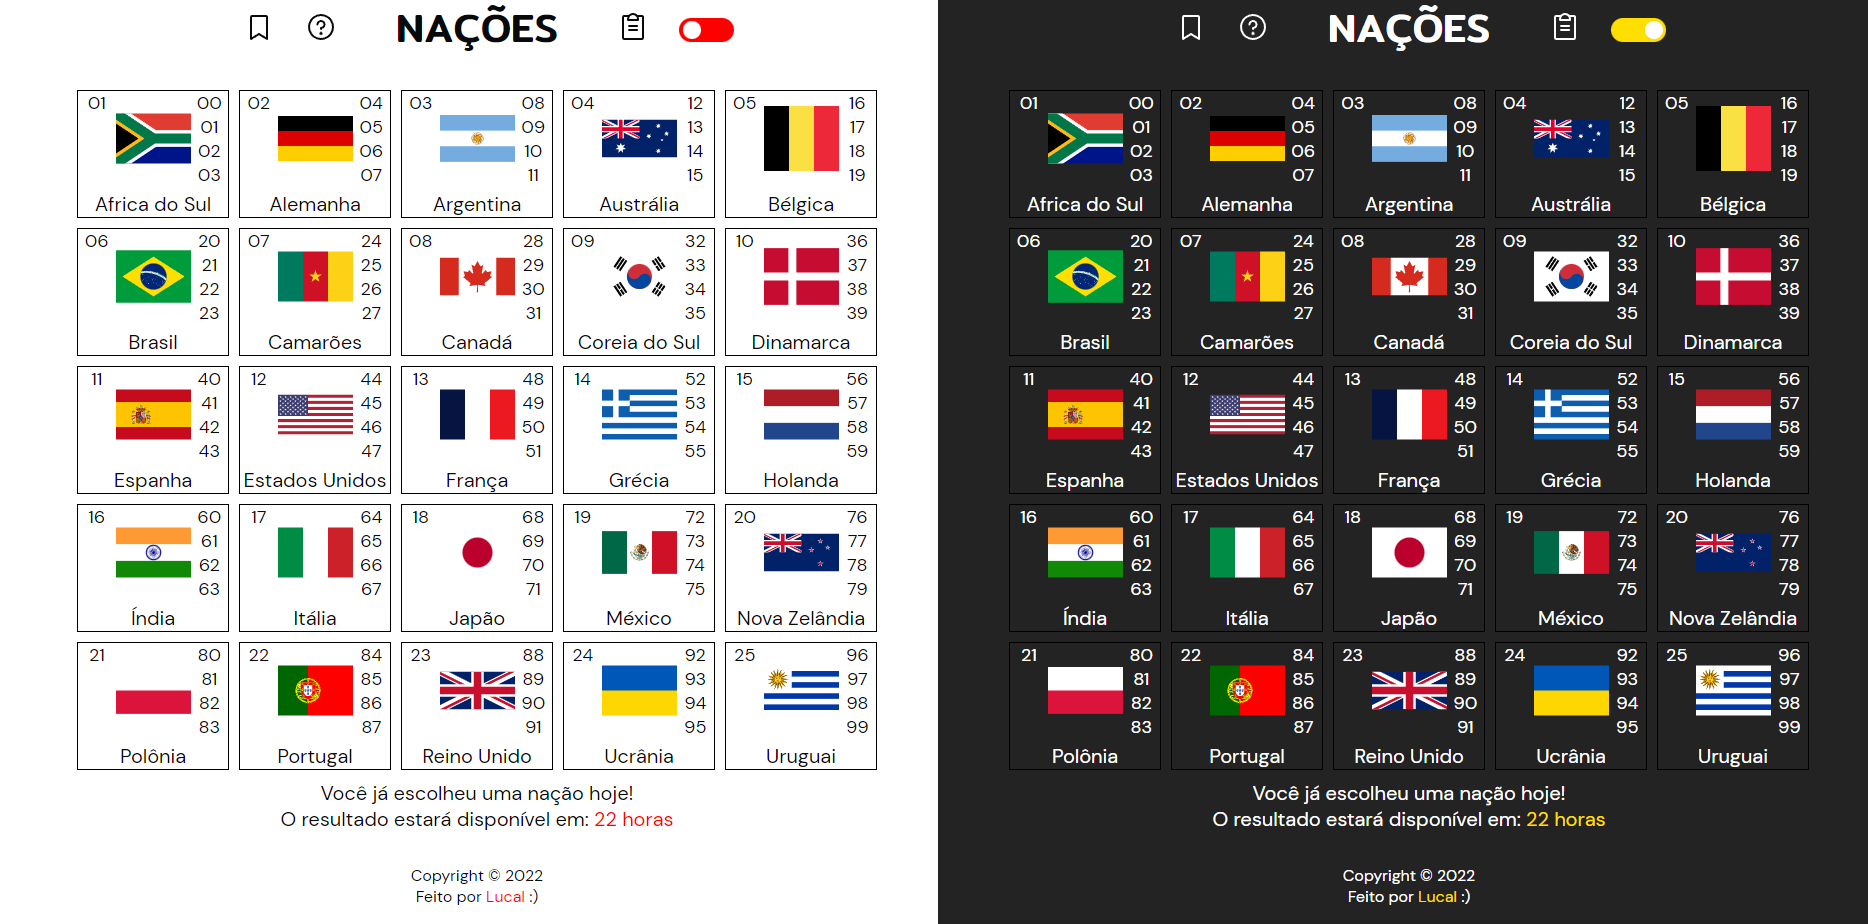 NAÇÕES
01 00 01 02 03 Africa do Sul
02 04 05 06 07 Alemanha
03 08 09 10 11 Argentina
04 12 13 14 15 Austrália
05 16 17 18 19 Bélgica
06 20 21 22 23 Brasil
07 24 25 26 27 Camarões
08 28 29 30 31 Canadá
09 32 33 34 35 Coreia do Sul
10 36 37 38 39 Dinamarca
11 40 41 42 43 Espanha
12 44 45 46 47 Estados Unidos
13 48 49 50 51 França
14 52 53 54 55 Grécia
15 56 57 58 59 Holanda
16 60 61 62 63 Índia
17 64 65 66 67 Itália
18 68 69 70 71 Japão
19 72 73 74 75 México
20 76 77 78 79 Nova Zelândia
21 80 81 82 83 Polônia
22 84 85 86 87 Portugal
23 88 89 90 91 Reino Unido
24 92 93 94 95 Ucrânia
25 96 97 98 99 Uruguai
Você já escolheu uma nação hoje!
O resultado estará disponível em: 22 horas
Copyright © 2022
Feito por Lucal :)
NAÇÕES
01 00 01 02 03 Africa do Sul
02 04 05 06 07 Alemanha
03 08 09 10 11 Argentina
04 12 13 14 15 Austrália
05 16 17 18 19 Bélgica
06 20 21 22 23 Brasil
07 24 25 26 27 Camarões
08 28 29 30 31 Canadá
09 32 33 34 35 Coreia do Sul
10 36 37 38 39 Dinamarca
11 40 41 42 43 Espanha
12 44 45 46 47 Estados Unidos
13 48 49 50 51 França
14 52 53 54 55 Grécia
15 56 57 58 59 Holanda
16 60 61 62 63 Índia
17 64 65 66 67 Itália
18 68 69 70 71 Japão
19 72 73 74 75 México
20 76 77 78 79 Nova Zelândia
21 80 81 82 83 Polônia
22 84 85 86 87 Portugal
23 88 89 90 91 Reino Unido
24 92 93 94 95 Ucrânia
25 96 97 98 99 Uruguai
Você já escolheu uma nação hoje!
O resultado estará disponível em: 22 horas
Copyright © 2022
Feito por Lucal :)